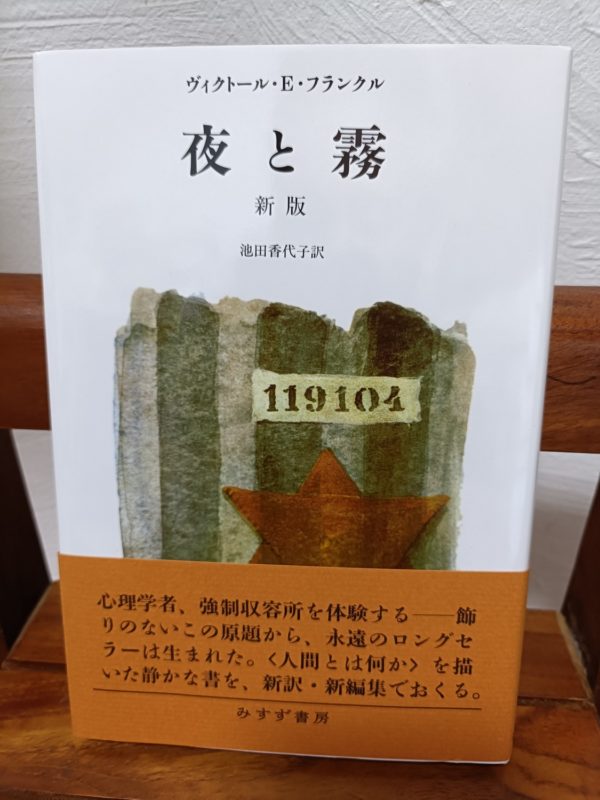 ヴィクトール・E・フランクル
夜と霧
新版
池田香代子訳
119104
心理学者、強制収容所を体験する――飾
りのないこの原題から、永遠のロングセ
ラーは生まれた。〈人間とは何か〉を描
いた静かな書を、新訳・新編集でおくる。
みすず書房